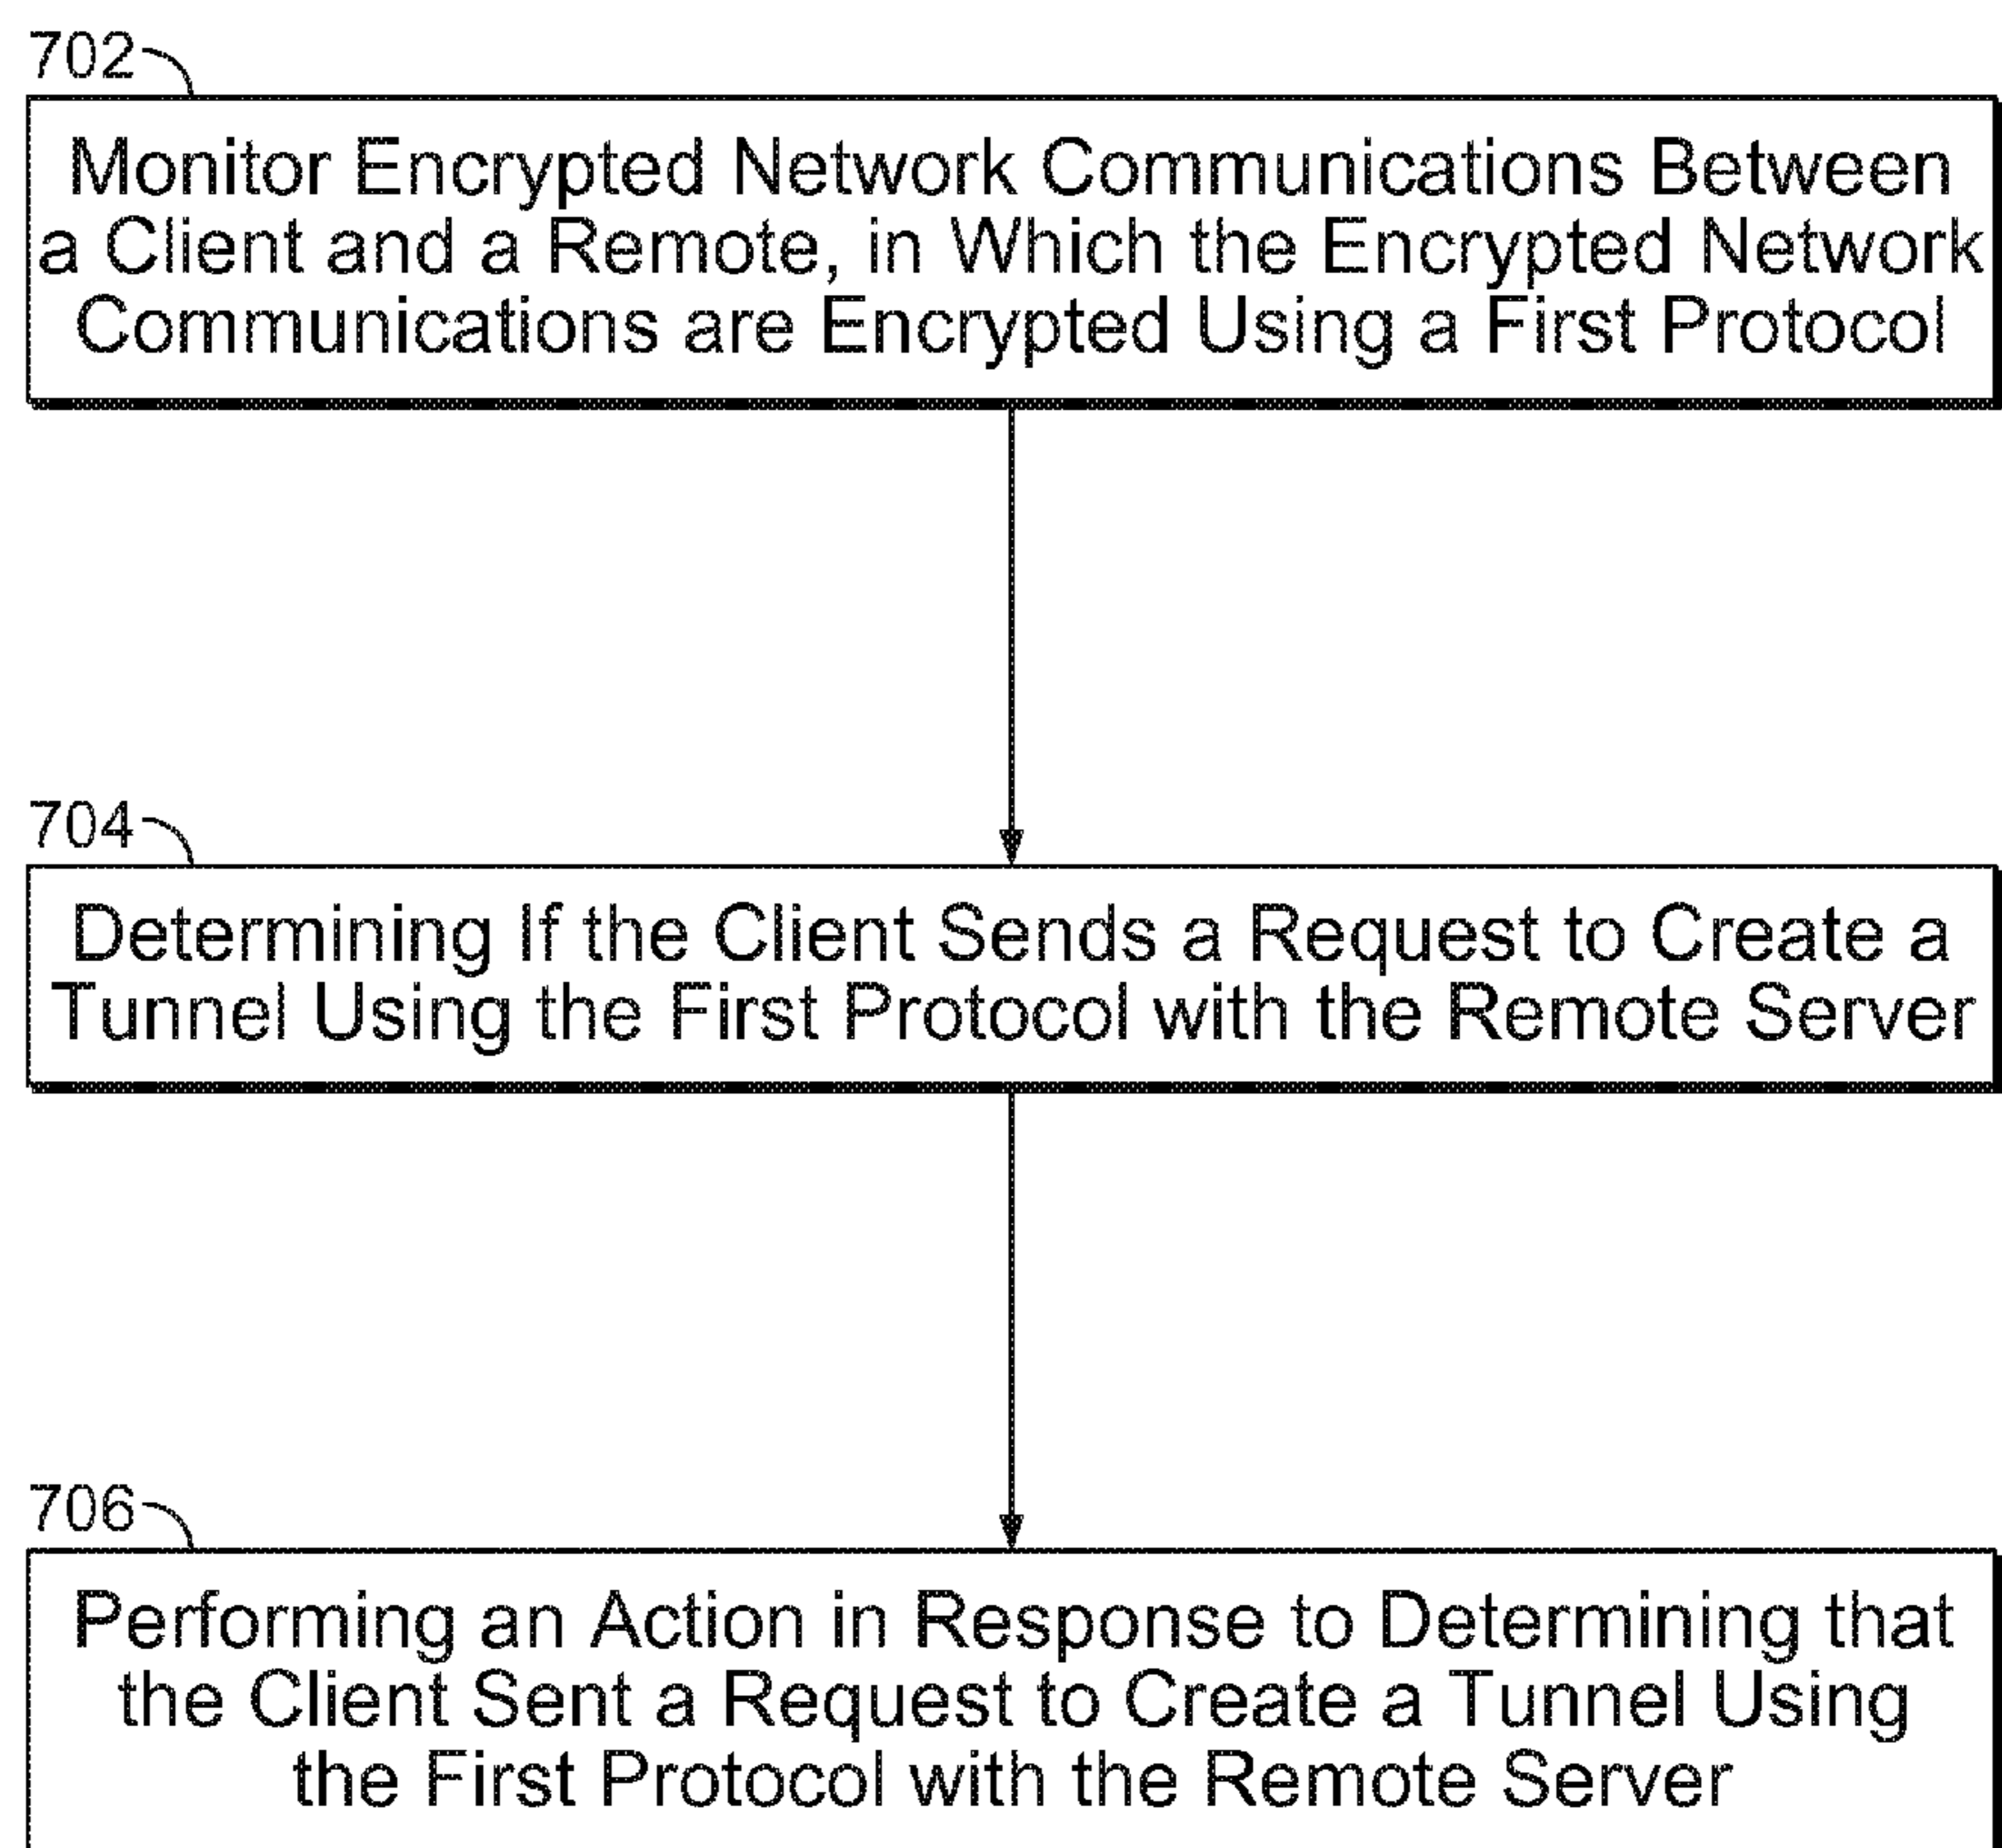 702
Monitor Encrypted Network Communications Between
a Client and a Remote, in Which the Encrypted Network
Communications are Encrypted Using a First Protocol
704
Determining If the Client Sends a Request to Create a
Tunnel Using the First Protocol with the Remote Server
706
Performing an Action in Response to Determining that
the Client Sent a Request to Create a Tunnel Using
the First Protocol with the Remote Server